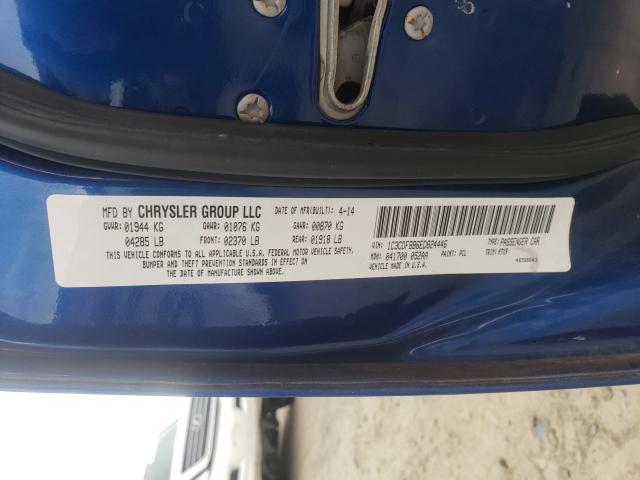 MFD BY CHRYSLER GROUP LLC DATE OF MFR(BUILT) 4-14
GVWR: 01944 KG GAWR: 01076 KG GAWR: 00870 KG
04285 LB FRONT: 02370 LB REAR: 01918 LB
THIS VEHICLE CONFORMS TO ALL APPLICABLE U.S.A. FEDERAL MOTOR VEHICLE SAFETY,
BUMPER AND THEFT PREVENTION STANDARDS IN EFFECT ON
THE DATE OF MANUFACTURE SHOWN ABOVE.
VIN: 1C3CDFBB6ED824446 TYPE: PASSENGER CAR
MDH: 041700 052AA PAINT: PCL TRIM:
MADE IN U.S.A. 4658843